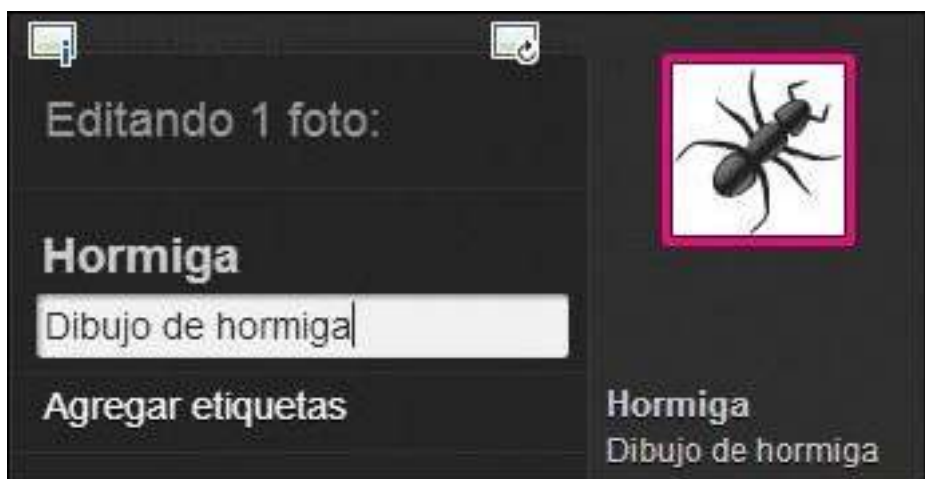 Editando 1 foto:
Hormiga
Dibujo de hormiga
Agregar etiquetas
Hormiga
Dibujo de hormiga